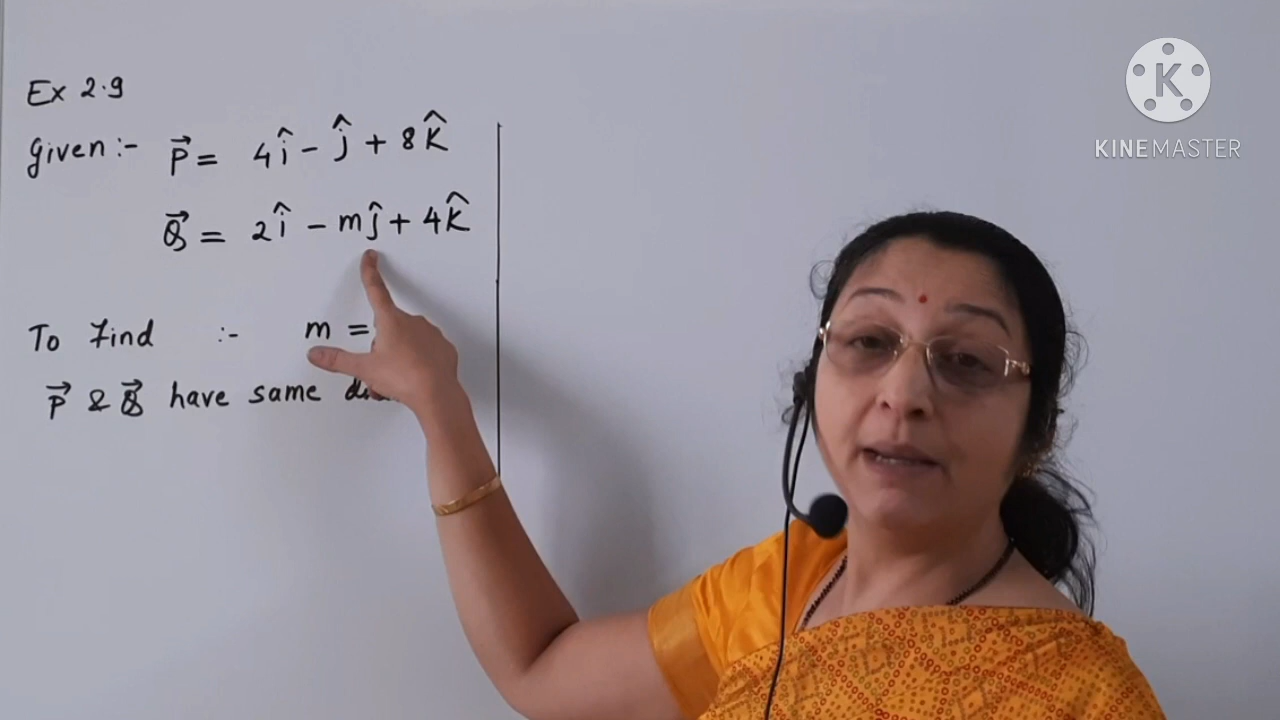 Ex 2.9
Given :- P⃗ = 4î - ĵ + 8k̂
Q⃗ = 2î - mĵ + 4k̂
To Find :- m =
P⃗ & Q⃗ have same
K
KINEMASTER